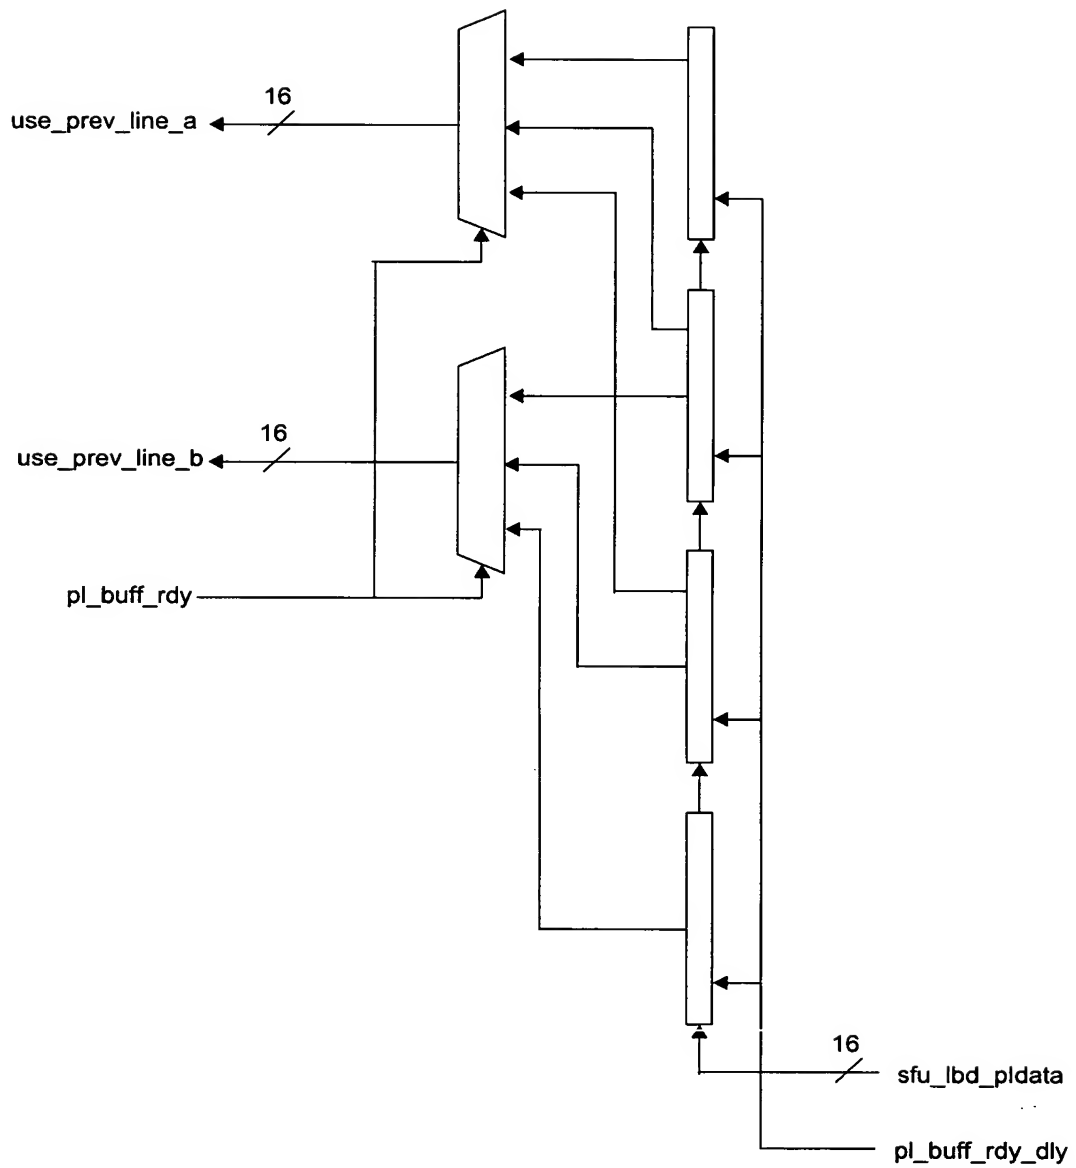 16
use_prev_line_a
16
use_prev_line_b
pl_buff_rdy
16
sfu_lbd_pldata
pl_buff_rdy_dly